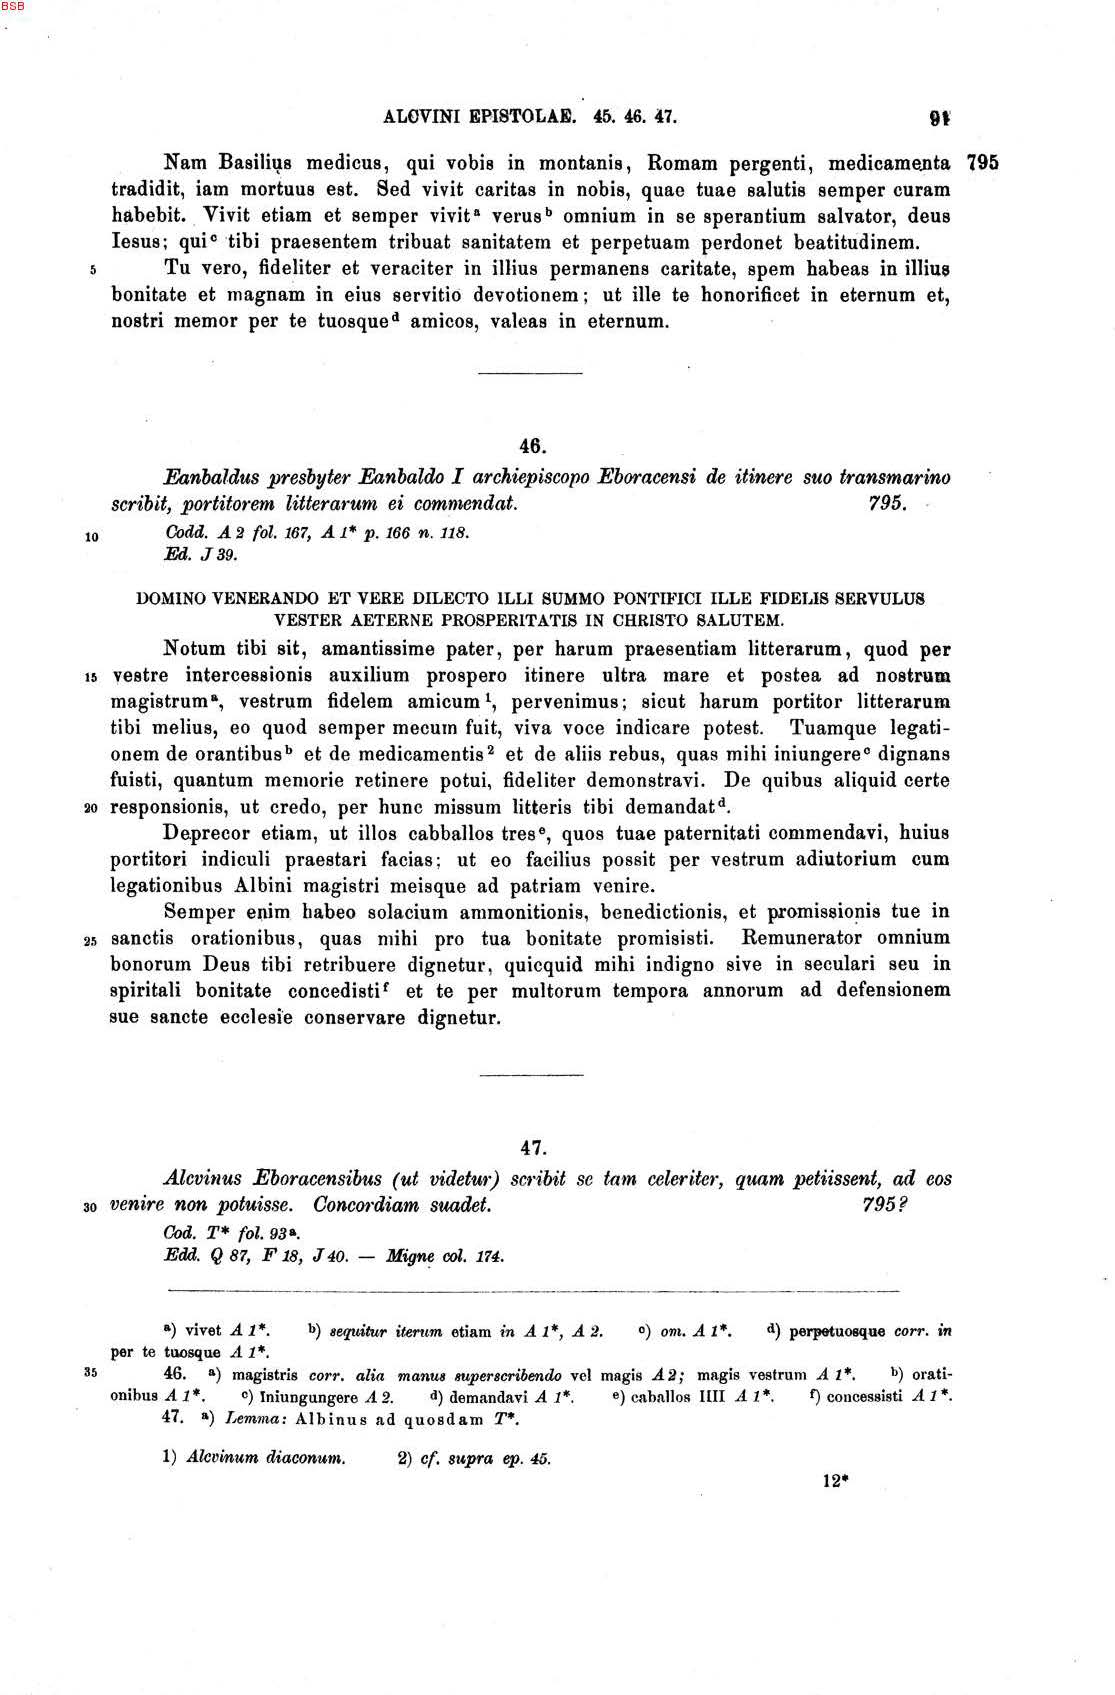 BSB
ALCVINI EPISTOLAE. 45. 46. 47. 91
Nam Basilius medicus, qui vobis in montanis, Romam pergenti, medicamenta 795
tradidit, iam mortuus est. Sed vivit caritas in nobis, quae tuae salutis semper curam
habebit. Vivit etiam et semper vivit a verus b omnium in se sperantium salvator, deus
Iesus; qui c tibi praesentem tribuat sanitatem et perpetuam perdonet beatitudinem.
5 Tu vero, fideliter et veraciter in illius permanens caritate, spem habeas in illius
bonitate et magnam in eius servitio devotionem; ut ille te honorificet in eternum et,
nostri memor per te tuosque d amicos, valeas in eternum.
46.
Eanbaldus presbyter Eanbaldo I archiepiscopo Eboracensi de itinere suo transmarino
scribit, portitorem litterarum ei commendat. 795.
10 Codd. A 2 fol. 167, A 1* p. 166 n. 118.
Ed. J 39.
DOMINO VENERANDO ET VERE DILECTO ILLI SUMMO PONTIFICI ILLE FIDELIS SERVULUS
VESTER AETERNE PROSPERITATIS IN CHRISTO SALUTEM.
Notum tibi sit, amantissime pater, per harum praesentiam litterarum, quod per
15 vestre intercessionis auxilium prospero itinere ultra mare et postea ad nostrum
magistrum a, vestrum fidelem amicum 1, pervenimus; sicut harum portitor litterarum
tibi melius, eo quod semper mecum fuit, viva voce indicare potest. Tuamque legati-
onem de orantibus b et de medicamentis 2 et de aliis rebus, quas mihi iniungere c dignans
fuisti, quantum memorie retinere potui, fideliter demonstravi. De quibus aliquid certe
20 responsionis, ut credo, per hunc missum litteris tibi demandat d.
Deprecor etiam, ut illos cabballos tres e, quos tuae paternitati commendavi, huius
portitori indiculi praestari facias; ut eo facilius possit per vestrum adiutorium cum
legationibus Albini magistri meisque ad patriam venire.
Semper enim habeo solacium ammonitionis, benedictionis, et promissionis tue in
25 sanctis orationibus, quas mihi pro tua bonitate promisisti. Remunerator omnium
bonorum Deus tibi retribuere dignetur, quicquid mihi indigno sive in seculari seu in
spiritali bonitate concedisti f et te per multorum tempora annorum ad defensionem
sue sancte ecclesie conservare dignetur.
47.
Alcvinus Eboracensibus (ut videtur) scribit se tam celeriter, quam petiissent, ad eos
30 venire non potuisse. Concordiam suadet. 795?
Cod. T* fol. 93a.
Edd. Q 87, F 18, J 40. — Migne col. 174.
a) vivet A 1*. b) sequitur iterum etiam in A 1*, A 2. c) om. A 1*. d) perpetuosque corr. in
per te tuosque A 1*.
35 46. a) magistris corr. alia manus superscribendo vel magis A 2; magis vestrum A 1*. b) orati-
onibus A 1*. c) Iniungungere A 2. d) demandavi A 1*. e) caballos IIII A 1*. f) concessisti A 1*.
47. a) Lemma: Albinus ad quosdam T*.
1) Alcvinum diaconum. 2) cf. supra ep. 45.
12*